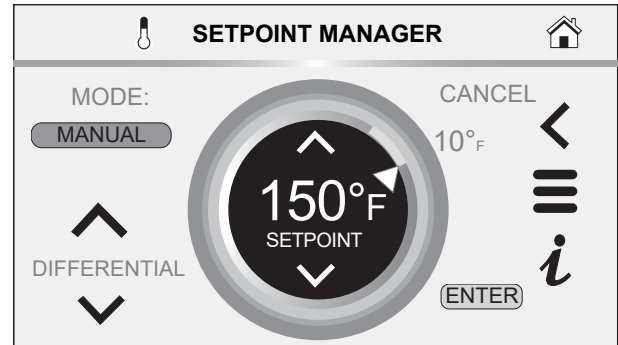 SETPOINT MANAGER
MODE:
MANUAL
CANCEL
10°F
150°F
SETPOINT
DIFFERENTIAL
ENTER
i